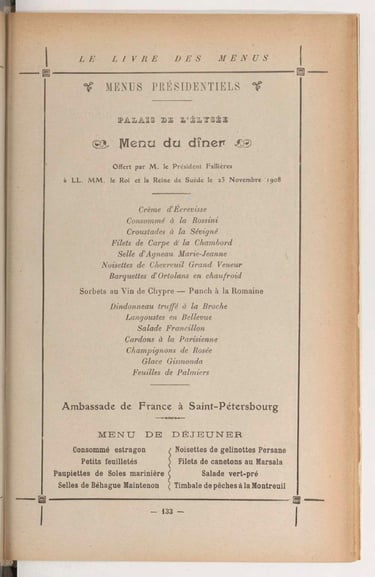 LE LIVRE DES MENUS
MENUS PRÉSIDENTIELS
PALAIS DE L'ÉLYSÉE
Menu du dîner
Offert par M. le Président Fallières
à LL. MM. le Roi et la Reine de Suède le 23 Novembre 1908
Crème d'Écrevisse
Consommé à la Rossini
Croustades à la Sévigné
Filets de Carpe à la Chambord
Selle d'Agneau Marie-Jeanne
Noisettes de Chevreuil Grand Veneur
Barquettes d'Ortolans en chaufroid
Sorbets au Vin de Chypre — Punch à la Romaine
Dindonneau truffé à la Broche
Langoustes en Bellevue
Salade Francillon
Cardons à la Parisienne
Champignons de Rosée
Glace Gismonda
Feuilles de Palmiers
Ambassade de France à Saint-Pétersbourg
MENU DE DÉJEUNER
Consommé estragon
Petits feuilletés
Paupiettes de Soles marinière
Selles de Béhague Maintenon
Noisettes de gelinottes Persane
Filets de canetons au Marsala
Salade vert-pré
Timbale de pêches à la Montreuil
— 133 —